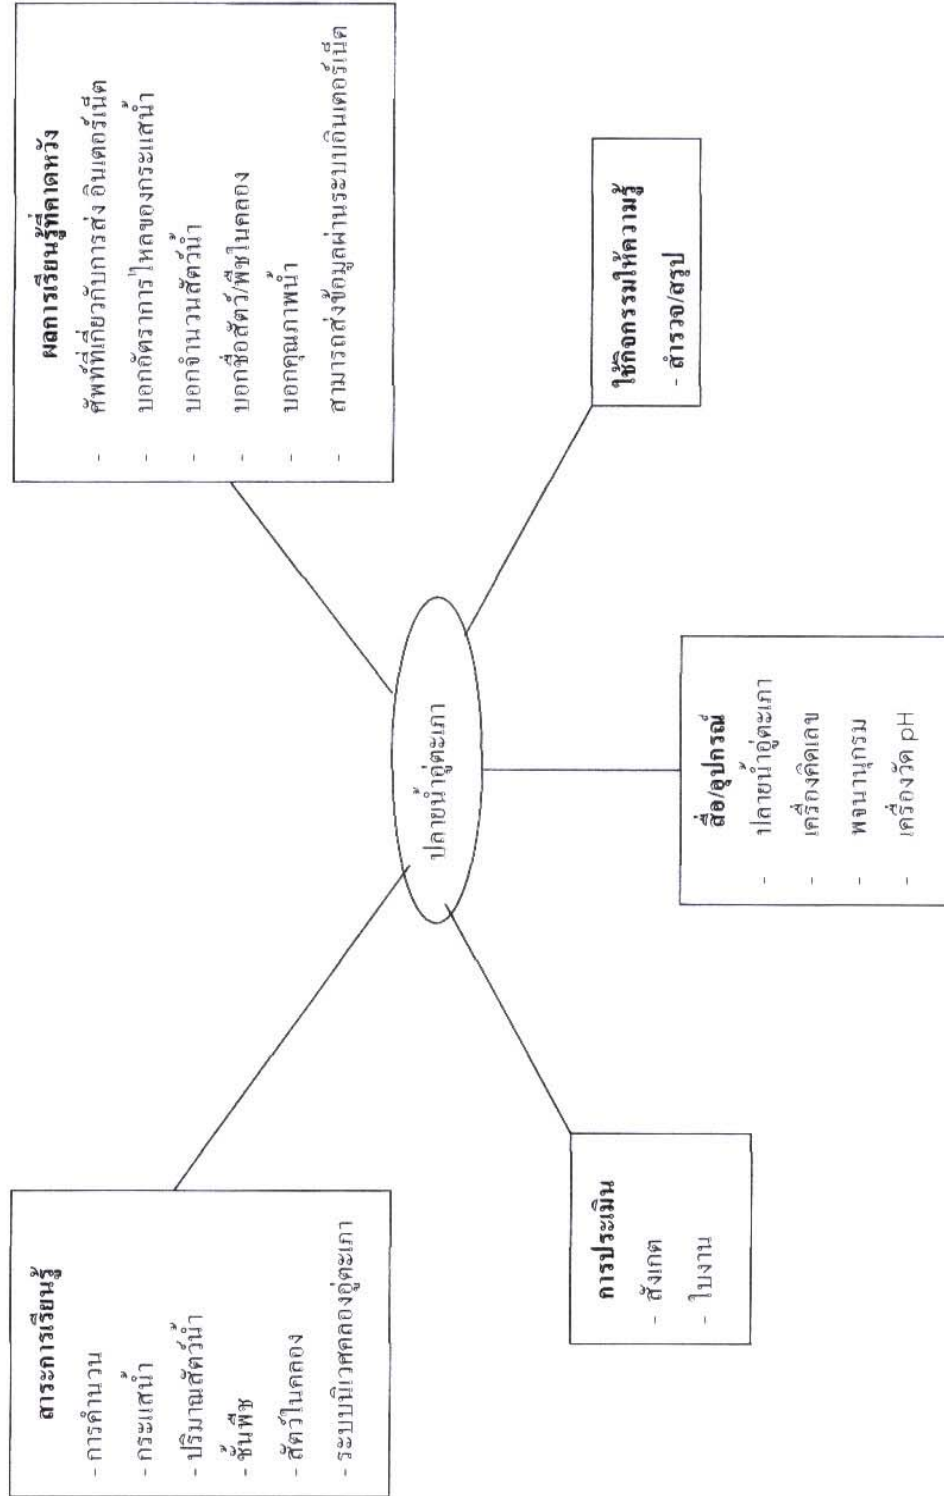 สาระการเรียนรู้
- การคำนวน
- กระแสน้ำ
- ปริมาณสัตว์น้ำ
- ชั้นพืช
- สัตว์ในคลอง
- ระบบนิเวศคลองอู่ตะเภา
ผลการเรียนรู้ที่คาดหวัง
- ศัพท์ที่เกี่ยวกับการส่ง อินเตอร์เน็ต
- บอกอัตราการไหลของกระแสน้ำ
- บอกจำนวนสัตว์น้ำ
- บอกชื่อสัตว์/พืชในคลอง
- บอกคุณภาพน้ำ
- สามารถส่งข้อมูลผ่านระบบอินเตอร์เน็ต
ปลายน้ำอู่ตะเภา
การประเมิน
- สังเกต
- ใบงาน
สื่อ/อุปกรณ์
- ปลายน้ำอู่ตะเภา
- เครื่องคิดเลข
- พจนานุกรม
- เครื่องวัด pH
ใช้กิจกรรมให้ความรู้
- สำรวจ/สรุป